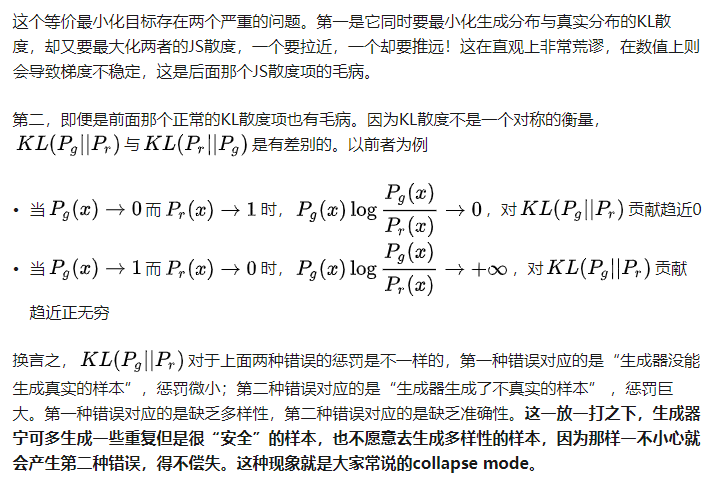 这个等价最小化目标存在两个严重的问题。第一是它同时要最小化生成分布与真实分布的KL散
度，却又要最大化两者的JS散度，一个要拉近，一个却要推远！这在直观上非常荒谬，在数值上则
会导致梯度不稳定，这是后面那个JS散度项的毛病。
第二，即便是前面那个正常的KL散度项也有毛病。因为KL散度不是一个对称的衡量，
$KL(P_g||P_r)$ 与 $KL(P_r||P_g)$ 是有差别的。以前者为例
• 当 $P_g(x) \to 0$ 而 $P_r(x) \to 1$ 时， $P_g(x) \log \frac{P_g(x)}{P_r(x)} \to 0$ ，对 $KL(P_g||P_r)$ 贡献趋近0
• 当 $P_g(x) \to 1$ 而 $P_r(x) \to 0$ 时， $P_g(x) \log \frac{P_g(x)}{P_r(x)} \to +\infty$ ，对 $KL(P_g||P_r)$ 贡献
趋近正无穷
换言之， $KL(P_g||P_r)$ 对于上面两种错误的惩罚是不一样的，第一种错误对应的是“生成器没能
生成真实的样本”，惩罚微小；第二种错误对应的是“生成器生成了不真实的样本” ，惩罚巨
大。第一种错误对应的是缺乏多样性，第二种错误对应的是缺乏准确性。这一放一打之下，生成器
宁可多生成一些重复但是很“安全”的样本，也不愿意去生成多样性的样本，因为那样一不小心就
会产生第二种错误，得不偿失。这种现象就是大家常说的collapse mode。